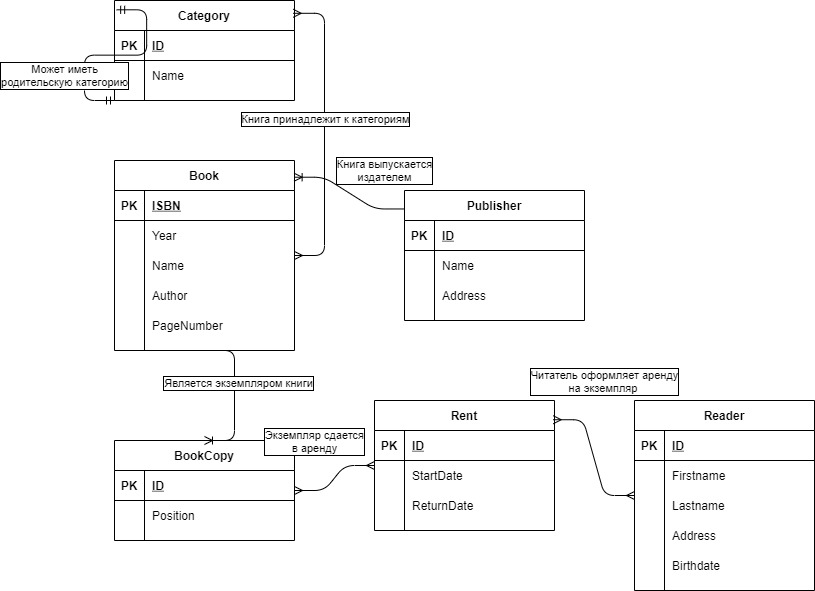 Category
PK ID
Может иметь
родительскую категорию
Name
Книга принадлежит к категориям
Книга выпускается
издателем
Book
PK ISBN
Year
Name
Author
PageNumber
Publisher
PK ID
Name
Address
Является экземпляром книги
Читатель оформляет аренду
на экземпляр
Экземпляр сдается
в аренду
BookCopy
PK ID
Position
Rent
PK ID
StartDate
ReturnDate
Reader
PK ID
Firstname
Lastname
Address
Birthdate